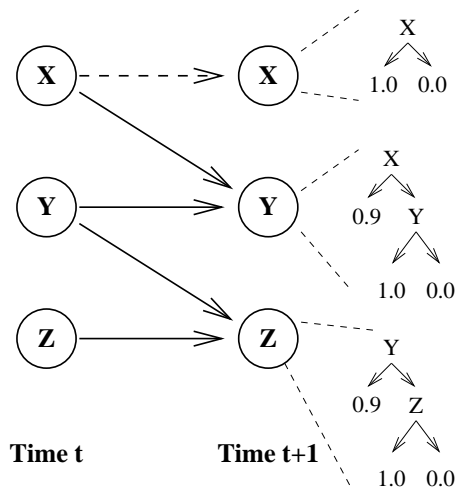 X X X
1.0 0.0
X
Y Y 0.9 Y
1.0 0.0
Z Z Y
0.9 Z
Time t Time t+1
1.0 0.0